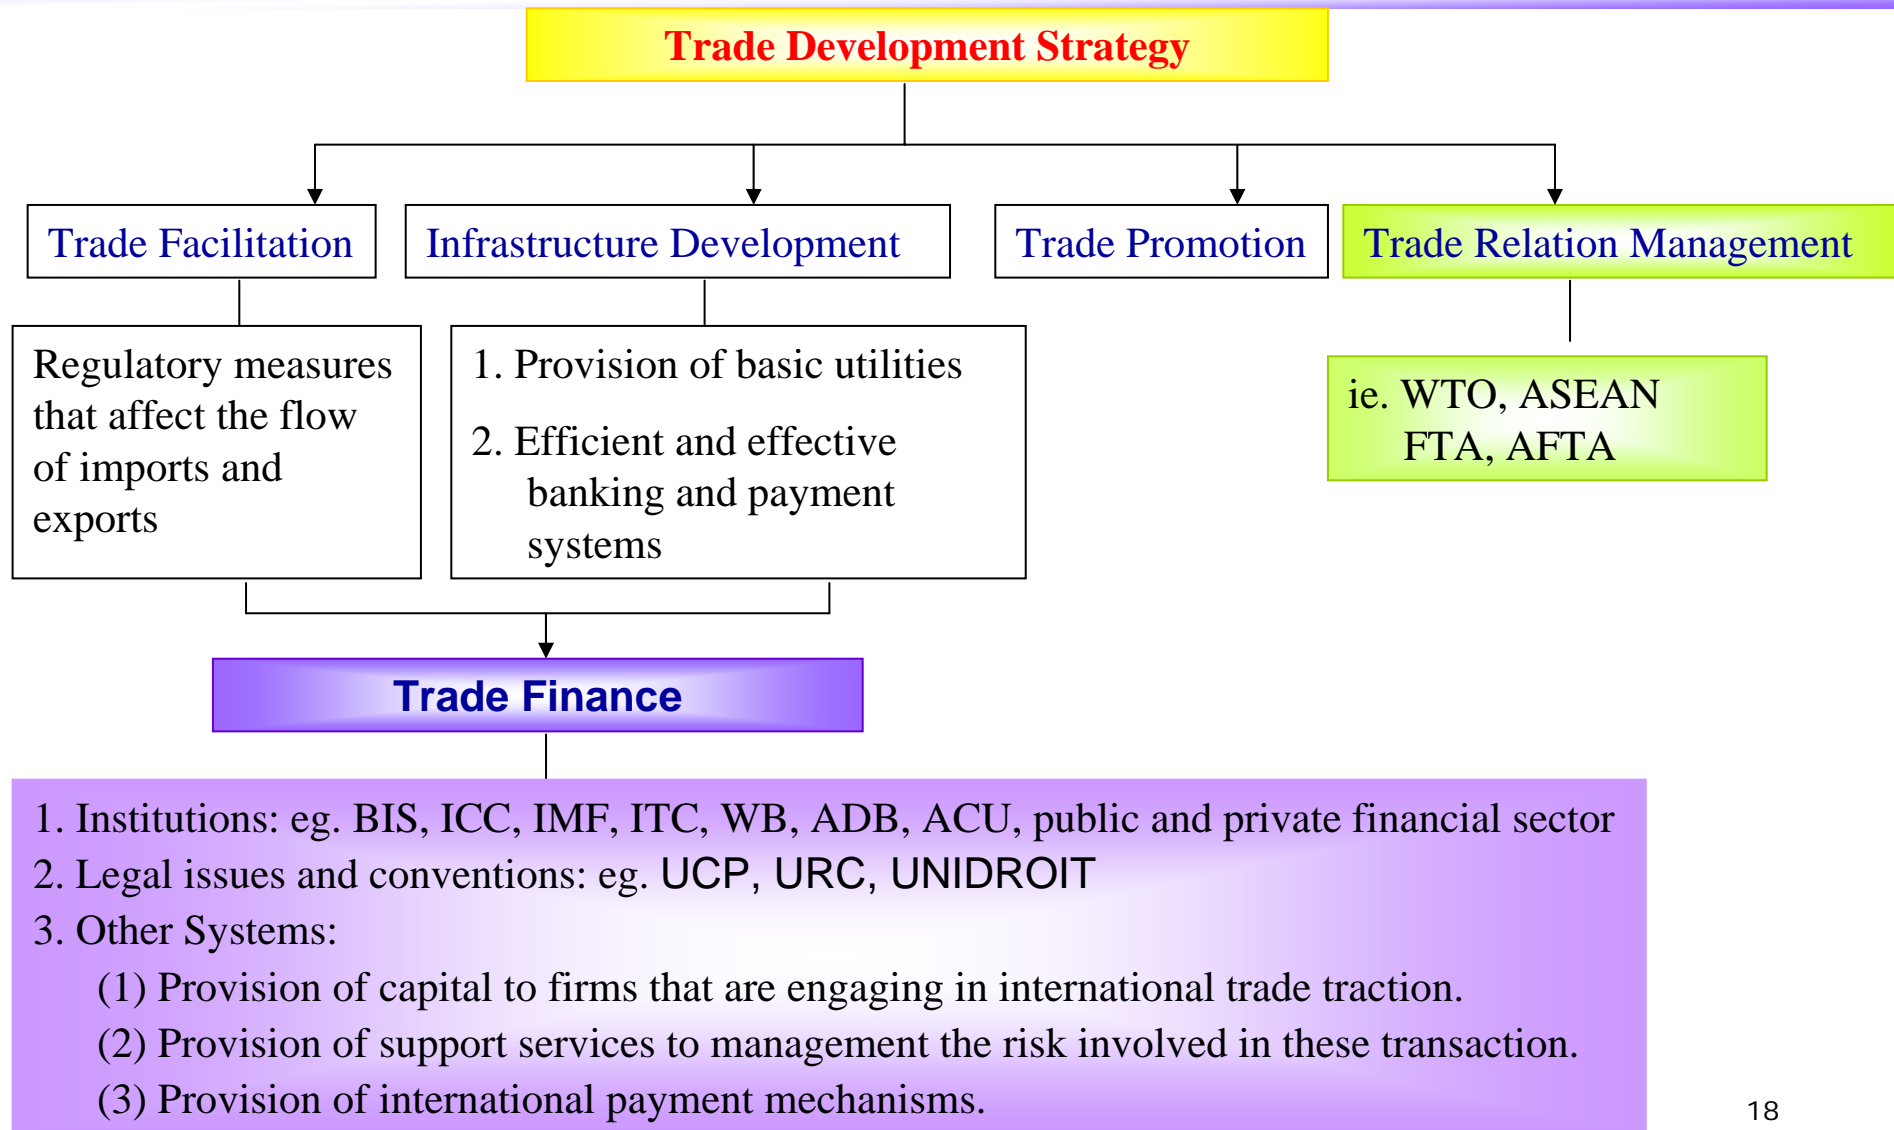 Trade Development Strategy
Trade Facilitation
Infrastructure Development
Trade Promotion
Trade Relation Management
Regulatory measures
that affect the flow
of imports and
exports
1. Provision of basic utilities
2. Efficient and effective
banking and payment
systems
ie. WTO, ASEAN
FTA, AFTA
Trade Finance
1. Institutions: eg. BIS, ICC, IMF, ITC, WB, ADB, ACU, public and private financial sector
2. Legal issues and conventions: eg. UCP, URC, UNIDROIT
3. Other Systems:
(1) Provision of capital to firms that are engaging in international trade traction.
(2) Provision of support services to management the risk involved in these transaction.
(3) Provision of international payment mechanisms.
18